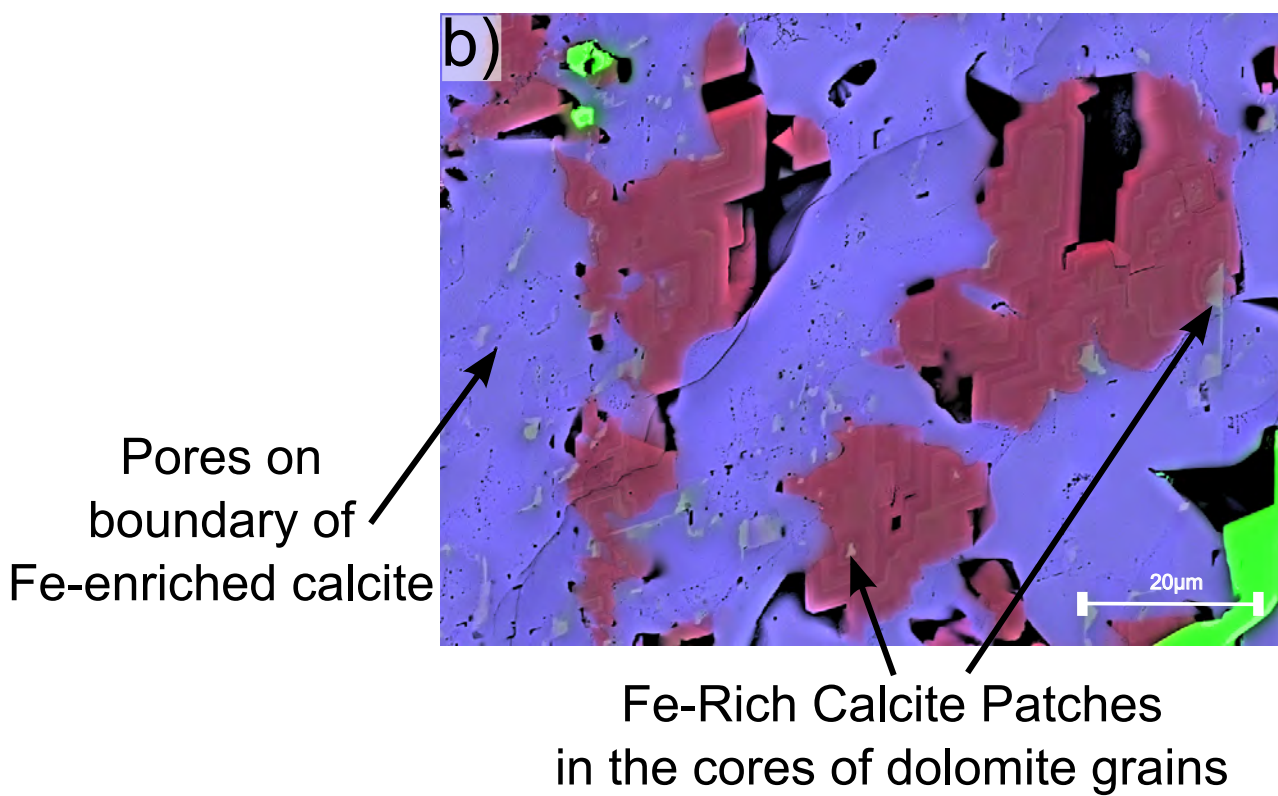 b)
Pores on
boundary of
Fe-enriched calcite
20µm
Fe-Rich Calcite Patches
in the cores of dolomite grains